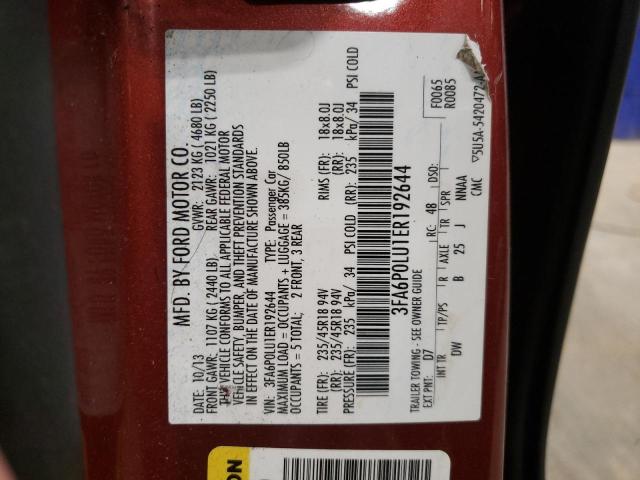 MFD. BY FORD MOTOR CO.
DATE: 10/13 GVWR: 2123 KG ( 4680 LB)
FRONT GAWR: 1107 KG ( 2440 LB) REAR GAWR: 1021 KG ( 2250 LB)
THIS VEHICLE CONFORMS TO ALL APPLICABLE FEDERAL MOTOR
VEHICLE SAFETY, BUMPER, AND THEFT PREVENTION STANDARDS
IN EFFECT ON THE DATE OF MANUFACTURE SHOWN ABOVE.
VIN: 3FA6P0LU1ER192644 TYPE: Passenger Car
MAXIMUM LOAD = OCCUPANTS + LUGGAGE = 385KG/ 850LB
OCCUPANTS = 5 TOTAL; 2 FRONT, 3 REAR
TIRE (FR): 235/45R18 94V RIMS (FR): 18x8.0J
(RR): 235/45R18 94V (RR): 18x8.0J
PRESSURE (FR): 235 kPa/ 34 PSI COLD (RR): 235 kPa/ 34 PSI COLD
3FA6P0LU1ER192644
TRAILER TOWING - SEE OWNER GUIDE F0065
EXT PNT: D7 RC: 48 DSO: R0085
INT TR TP/PS R AXLE TR SPR
DW B 25 J NNAA
CMC 5U5A-5420472-
ON